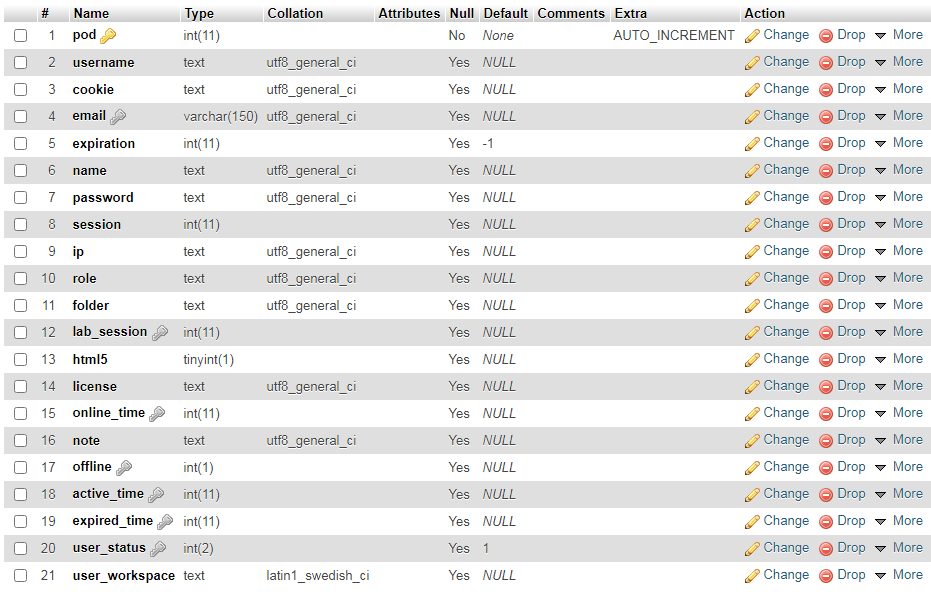 # Name Type Collation Attributes Null Default Comments Extra Action
1 pod int(11) No None AUTO_INCREMENT Change Drop More
2 username text utf8_general_ci Yes NULL Change Drop More
3 cookie text utf8_general_ci Yes NULL Change Drop More
4 email varchar(150) utf8_general_ci Yes NULL Change Drop More
5 expiration int(11) Yes -1 Change Drop More
6 name text utf8_general_ci Yes NULL Change Drop More
7 password text utf8_general_ci Yes NULL Change Drop More
8 session int(11) Yes NULL Change Drop More
9 ip text utf8_general_ci Yes NULL Change Drop More
10 role text utf8_general_ci Yes NULL Change Drop More
11 folder text utf8_general_ci Yes NULL Change Drop More
12 lab_session int(11) Yes NULL Change Drop More
13 html5 tinyint(1) Yes NULL Change Drop More
14 license text utf8_general_ci Yes NULL Change Drop More
15 online_time int(11) Yes NULL Change Drop More
16 note text utf8_general_ci Yes NULL Change Drop More
17 offline int(1) Yes NULL Change Drop More
18 active_time int(11) Yes NULL Change Drop More
19 expired_time int(11) Yes NULL Change Drop More
20 user_status int(2) Yes 1 Change Drop More
21 user_workspace text latin1_swedish_ci Yes NULL Change Drop More